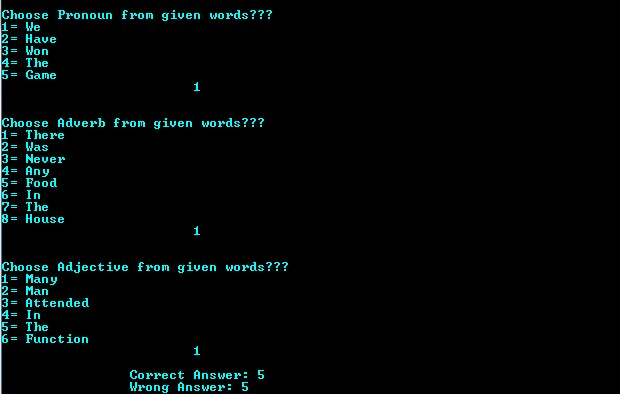 Choose Pronoun from given words???
1= We
2= Have
3= Won
4= The
5= Game
1
Choose Adverb from given words???
1= There
2= Was
3= Never
4= Any
5= Food
6= In
7= The
8= House
1
Choose Adjective from given words???
1= Many
2= Man
3= Attended
4= In
5= The
6= Function
1
Correct Answer: 5
Wrong Answer: 5